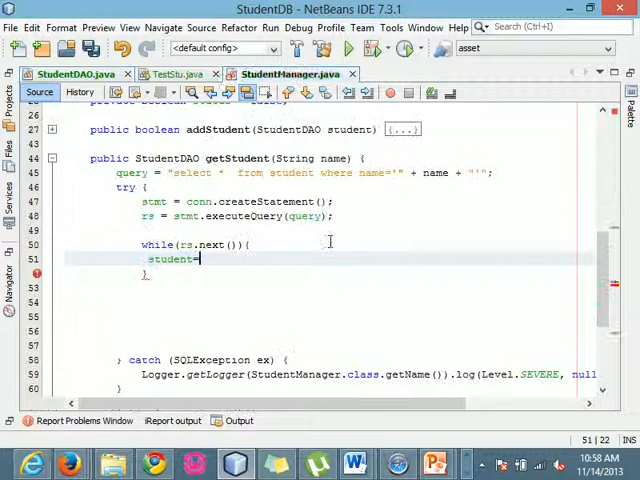 StudentDB - NetBeans IDE 7.3.1
File Edit View Navigate Source Refactor Run Debug Profile Team Tools Window Help Search (Ctrl+I)
<default config> asset
StudentDAO.java TestStu.java StudentManager.java
Source History
Projects
Files
Services
Navigator
Palette
26
27 public boolean addStudent(StudentDAO student) {...}
43
44 public StudentDAO getStudent(String name) {
45 query = "select * from student where name='" + name + "'";
46 try {
47 stmt = conn.createStatement();
48 rs = stmt.executeQuery(query);
49
50 while(rs.next()){
51 student=
}
53
54
55
56
57
58 } catch (SQLException ex) {
59 Logger.getLogger(StudentManager.class.getName()).log(Level.SEVERE, null
60 }
Report Problems Window iReport output Output
51 | 22 INS
10:58 AM
11/14/2013